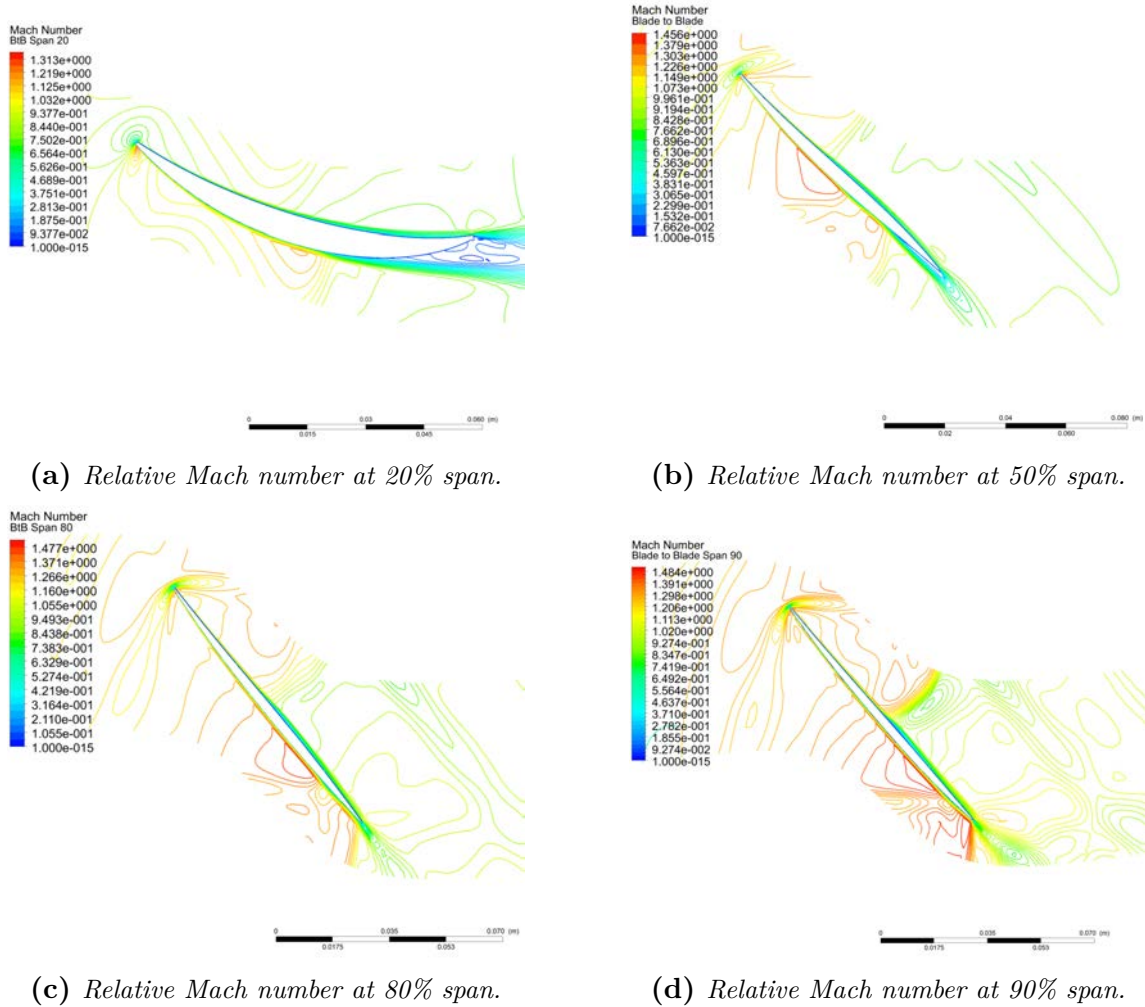 Mach Number
BtB Span 20
1.313e+000
1.219e+000
1.125e+000
1.032e+000
9.377e-001
8.440e-001
7.502e-001
6.564e-001
5.626e-001
4.689e-001
3.751e-001
2.813e-001
1.875e-001
9.377e-002
1.000e-015
0 0.03 0.060 (m)
0.015 0.045
(a) Relative Mach number at 20% span.
Mach Number
Blade to Blade
1.456e+000
1.379e+000
1.303e+000
1.226e+000
1.149e+000
1.073e+000
9.961e-001
9.194e-001
8.428e-001
7.662e-001
6.896e-001
6.130e-001
5.363e-001
4.597e-001
3.831e-001
3.065e-001
2.299e-001
1.532e-001
7.662e-002
1.000e-015
0 0.04 0.080 (m)
0.02 0.060
(b) Relative Mach number at 50% span.
Mach Number
BtB Span 80
1.477e+000
1.371e+000
1.266e+000
1.160e+000
1.055e+000
9.493e-001
8.438e-001
7.383e-001
6.329e-001
5.274e-001
4.219e-001
3.164e-001
2.110e-001
1.055e-001
1.000e-015
0 0.035 0.070 (m)
0.0175 0.053
(c) Relative Mach number at 80% span.
Mach Number
Blade to Blade Span 90
1.484e+000
1.391e+000
1.298e+000
1.206e+000
1.113e+000
1.020e+000
9.274e-001
8.347e-001
7.419e-001
6.492e-001
5.564e-001
4.637e-001
3.710e-001
2.782e-001
1.855e-001
9.274e-002
1.000e-015
0 0.035 0.070 (m)
0.0175 0.053
(d) Relative Mach number at 90% span.